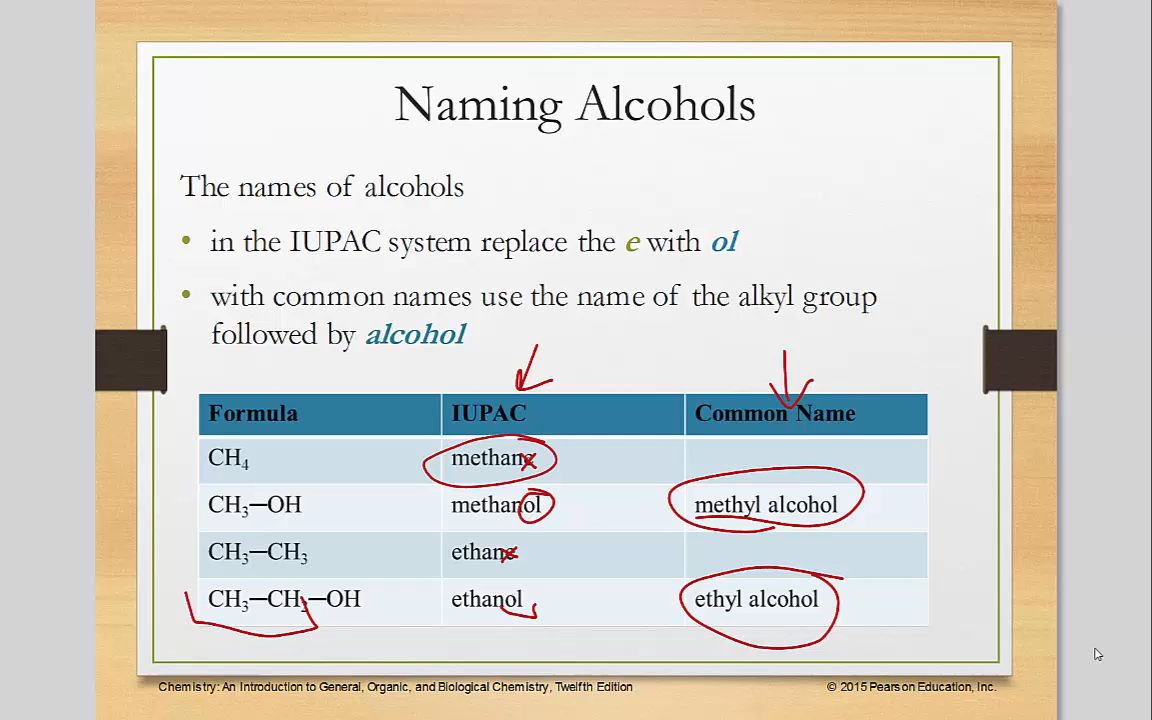 Naming Alcohols
The names of alcohols
• in the IUPAC system replace the e with ol
• with common names use the name of the alkyl group
followed by alcohol
Formula IUPAC Common Name
CH₄ methane
CH₃—OH methanol methyl alcohol
CH₃—CH₃ ethane
CH₃—CH₂—OH ethanol ethyl alcohol
Chemistry: An Introduction to General, Organic, and Biological Chemistry, Twelfth Edition © 2015 Pearson Education, Inc.